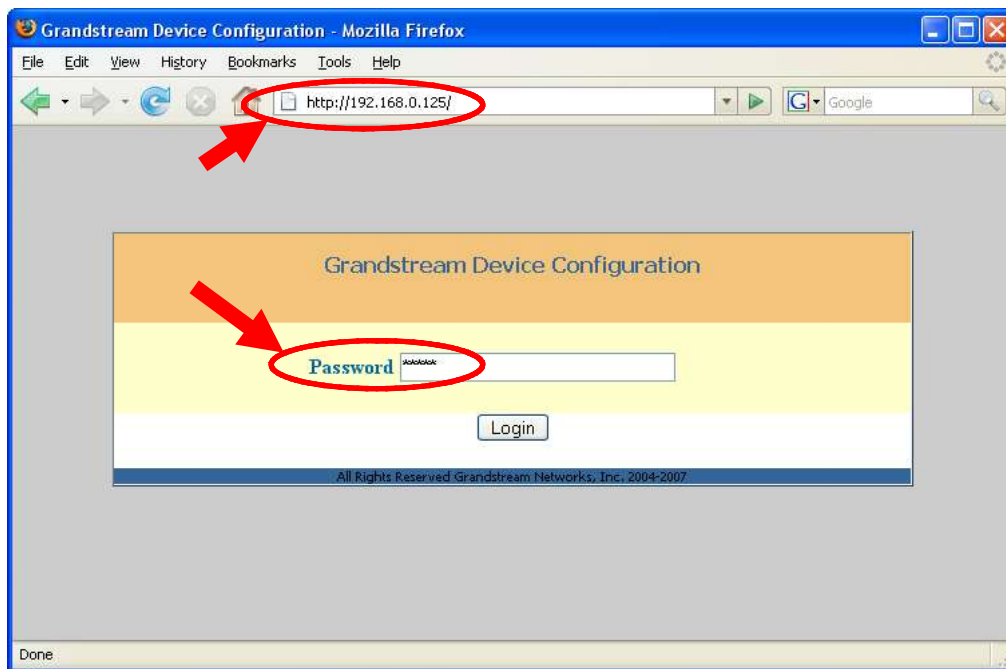 Grandstream Device Configuration - Mozilla Firefox
File Edit View History Bookmarks Tools Help
http://192.168.0.125/ G Google
Grandstream Device Configuration
Password *****
Login
All Rights Reserved Grandstream Networks, Inc. 2004-2007
Done